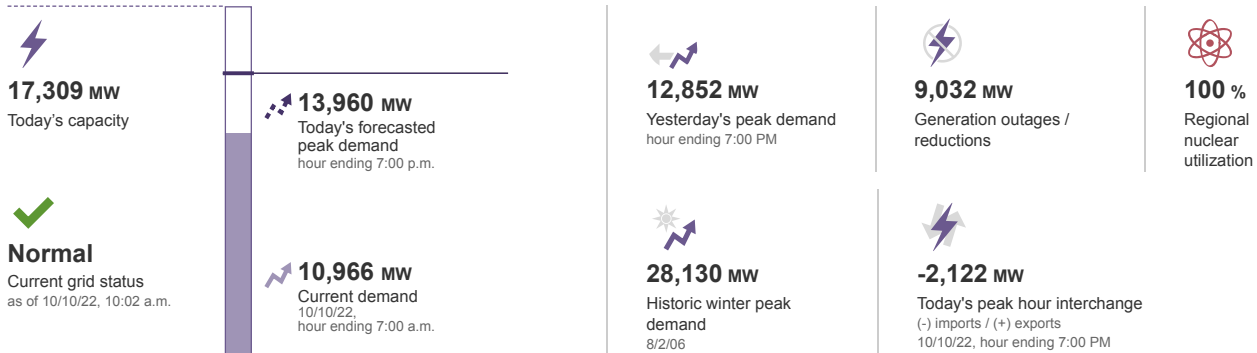 17,309 MW
Today's capacity
13,960 MW
Today's forecasted
peak demand
hour ending 7:00 p.m.
Normal
Current grid status
as of 10/10/22, 10:02 a.m.
10,966 MW
Current demand
10/10/22,
hour ending 7:00 a.m.
12,852 MW
Yesterday's peak demand
hour ending 7:00 PM
9,032 MW
Generation outages /
reductions
100 %
Regional
nuclear
utilization
28,130 MW
Historic winter peak
demand
8/2/06
-2,122 MW
Today's peak hour interchange
(-) imports / (+) exports
10/10/22, hour ending 7:00 PM